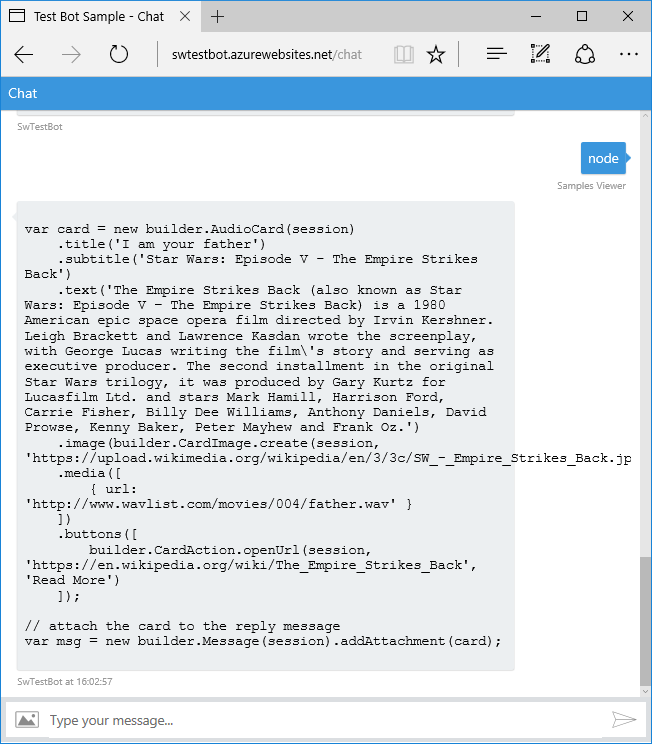 Test Bot Sample - Chat
swtestbot.azurewebsites.net/chat
Chat
SwTestBot
node
Samples Viewer
var card = new builder.AudioCard(session)
.title('I am your father')
.subtitle('Star Wars: Episode V - The Empire Strikes
Back')
.text('The Empire Strikes Back (also known as Star
Wars: Episode V – The Empire Strikes Back) is a 1980
American epic space opera film directed by Irvin Kershner.
Leigh Brackett and Lawrence Kasdan wrote the screenplay,
with George Lucas writing the film\'s story and serving as
executive producer. The second installment in the original
Star Wars trilogy, it was produced by Gary Kurtz for
Lucasfilm Ltd. and stars Mark Hamill, Harrison Ford,
Carrie Fisher, Billy Dee Williams, Anthony Daniels, David
Prowse, Kenny Baker, Peter Mayhew and Frank Oz.')
.image(builder.CardImage.create(session,
'https://upload.wikimedia.org/wikipedia/en/3/3c/SW_-_Empire_Strikes_Back.jp
.media([
{ url:
'http://www.wavlist.com/movies/004/father.wav' }
])
.buttons([
builder.CardAction.openUrl(session,
'https://en.wikipedia.org/wiki/The_Empire_Strikes_Back',
'Read More')
]);
// attach the card to the reply message
var msg = new builder.Message(session).addAttachment(card);
SwTestBot at 16:02:57
Type your message...